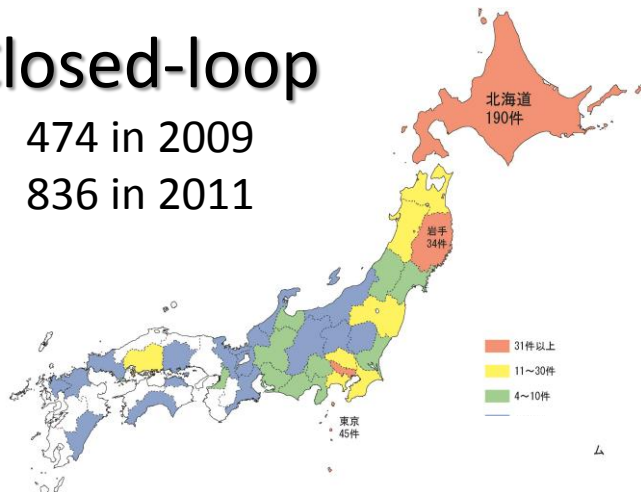 losed-loop
474 in 2009
836 in 2011
北海道
190件
岩手
34件
31件以上
11～30件
4～10件
東京
45件
ム